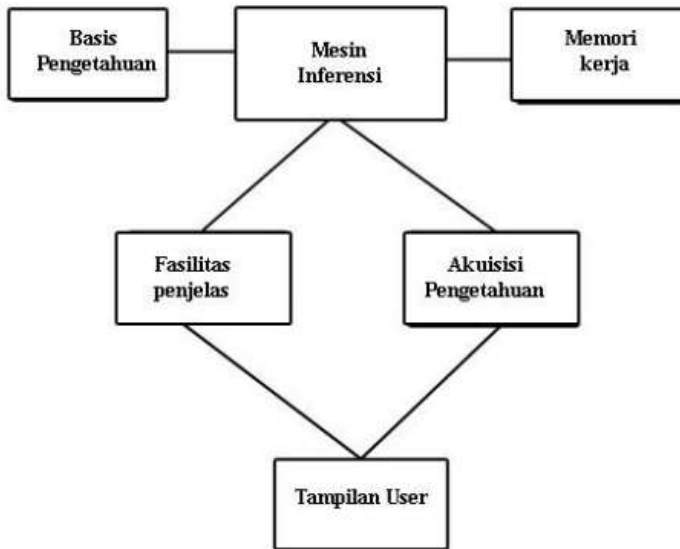 Basis
Pengetahuan
Mesin
Inferensi
Memori
kerja
Fasilitas
penjelas
Akuisisi
Pengetahuan
Tampilan User